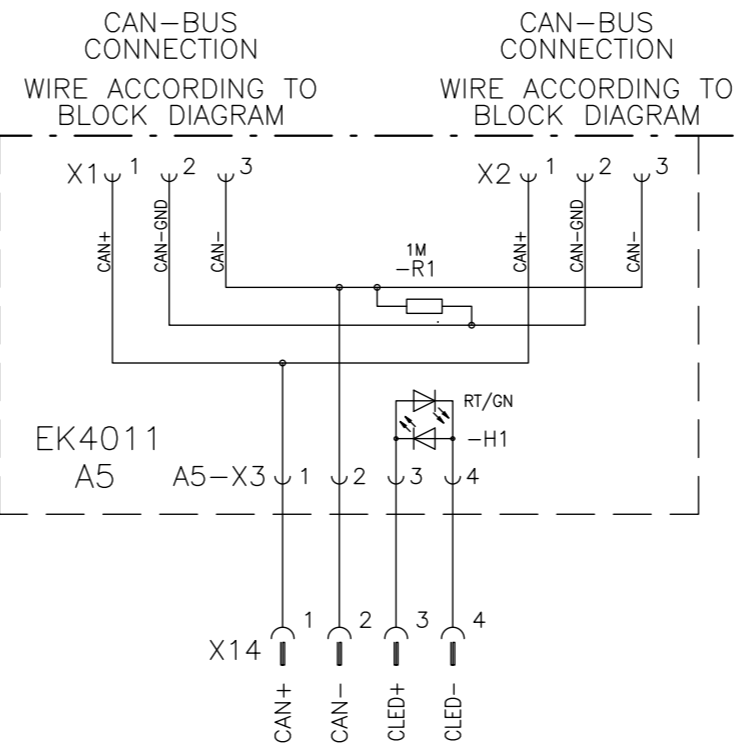 CAN-BUS
CONNECTION
WIRE ACCORDING TO
BLOCK DIAGRAM
CAN-BUS
CONNECTION
WIRE ACCORDING TO
BLOCK DIAGRAM
X1 1 2 3
X2 1 2 3
CAN+
CAN-GND
CAN-
CAN+
CAN-GND
CAN-
1M
-R1
RT/GN
-H1
EK4011
A5
A5-X3 1 2 3 4
X14 1 2 3 4
CAN+
CAN-
CLED+
CLED-